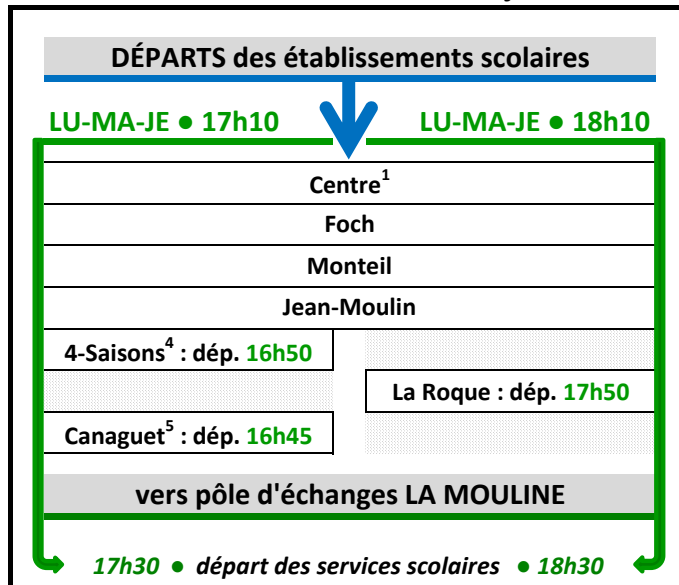 DÉPARTS des établissements scolaires
LU-MA-JE ● 17h10 LU-MA-JE ● 18h10
Centre¹
Foch
Monteil
Jean-Moulin
4-Saisons⁴ : dép. 16h50
La Roque : dép. 17h50
Canaguet⁵ : dép. 16h45
vers pôle d'échanges LA MOULINE
17h30 ● départ des services scolaires ● 18h30